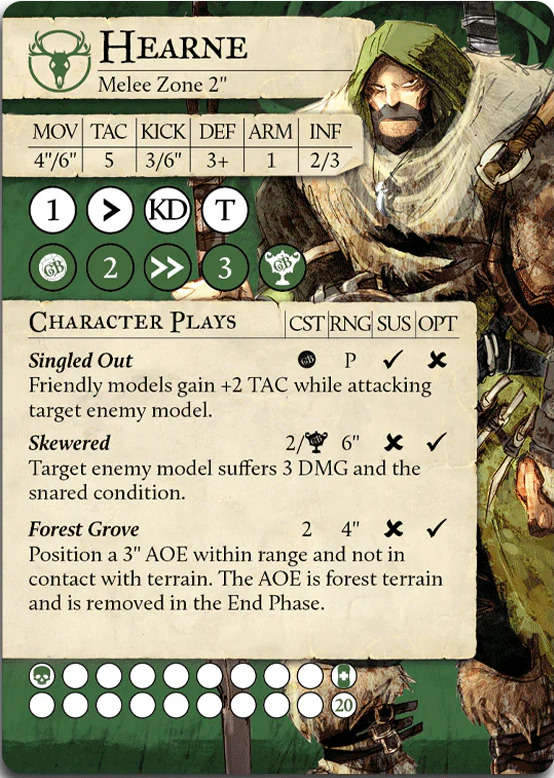 HEARNE
Melee Zone 2"
MOV TAC KICK DEF ARM INF
4"/6" 5 3/6" 3+ 1 2/3
1 > KD T
GB 2 >> 3 GB
CHARACTER PLAYS CST RNG SUS OPT
Singled Out GB P ✓ ✗
Friendly models gain +2 TAC while attacking
target enemy model.
Skewered 2/GB 6" ✗ ✓
Target enemy model suffers 3 DMG and the
snared condition.
Forest Grove 2 4" ✗ ✓
Position a 3" AOE within range and not in
contact with terrain. The AOE is forest terrain
and is removed in the End Phase.
20